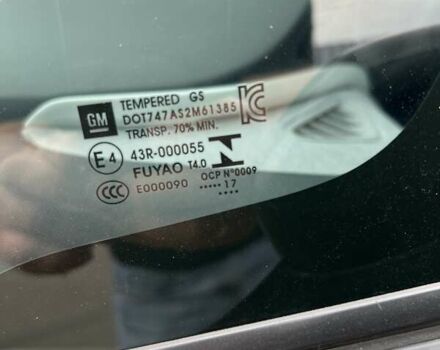 TEMPERED GS
GM DOT747AS2M61385 KC
TRANSP. 70% MIN.
E4 43R-000055
FUYAO T4.0 OCP Nº0009
CCC E000090 ..... 17
....